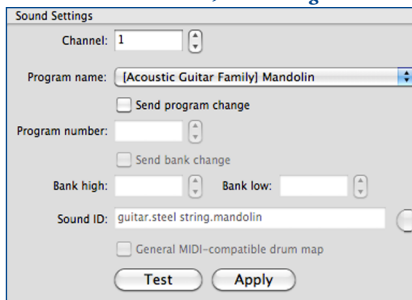 Sound Settings
Channel: 1
Program name: [Acoustic Guitar Family] Mandolin
Send program change
Program number:
Send bank change
Bank high: Bank low:
Sound ID: guitar.steel string.mandolin
General MIDI-compatible drum map
Test Apply